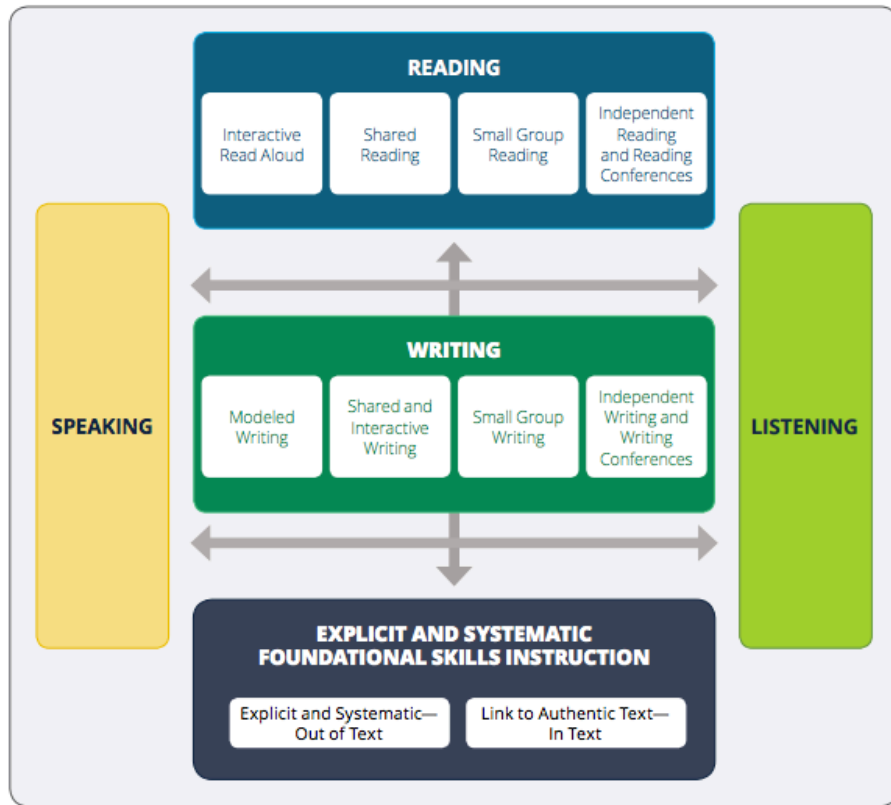 READING
Interactive
Read Aloud
Shared
Reading
Small Group
Reading
Independent
Reading
and Reading
Conferences
SPEAKING
WRITING
Modeled
Writing
Shared and
Interactive
Writing
Small Group
Writing
Independent
Writing and
Writing
Conferences
LISTENING
EXPLICIT AND SYSTEMATIC
FOUNDATIONAL SKILLS INSTRUCTION
Explicit and Systematic—
Out of Text
Link to Authentic Text—
In Text